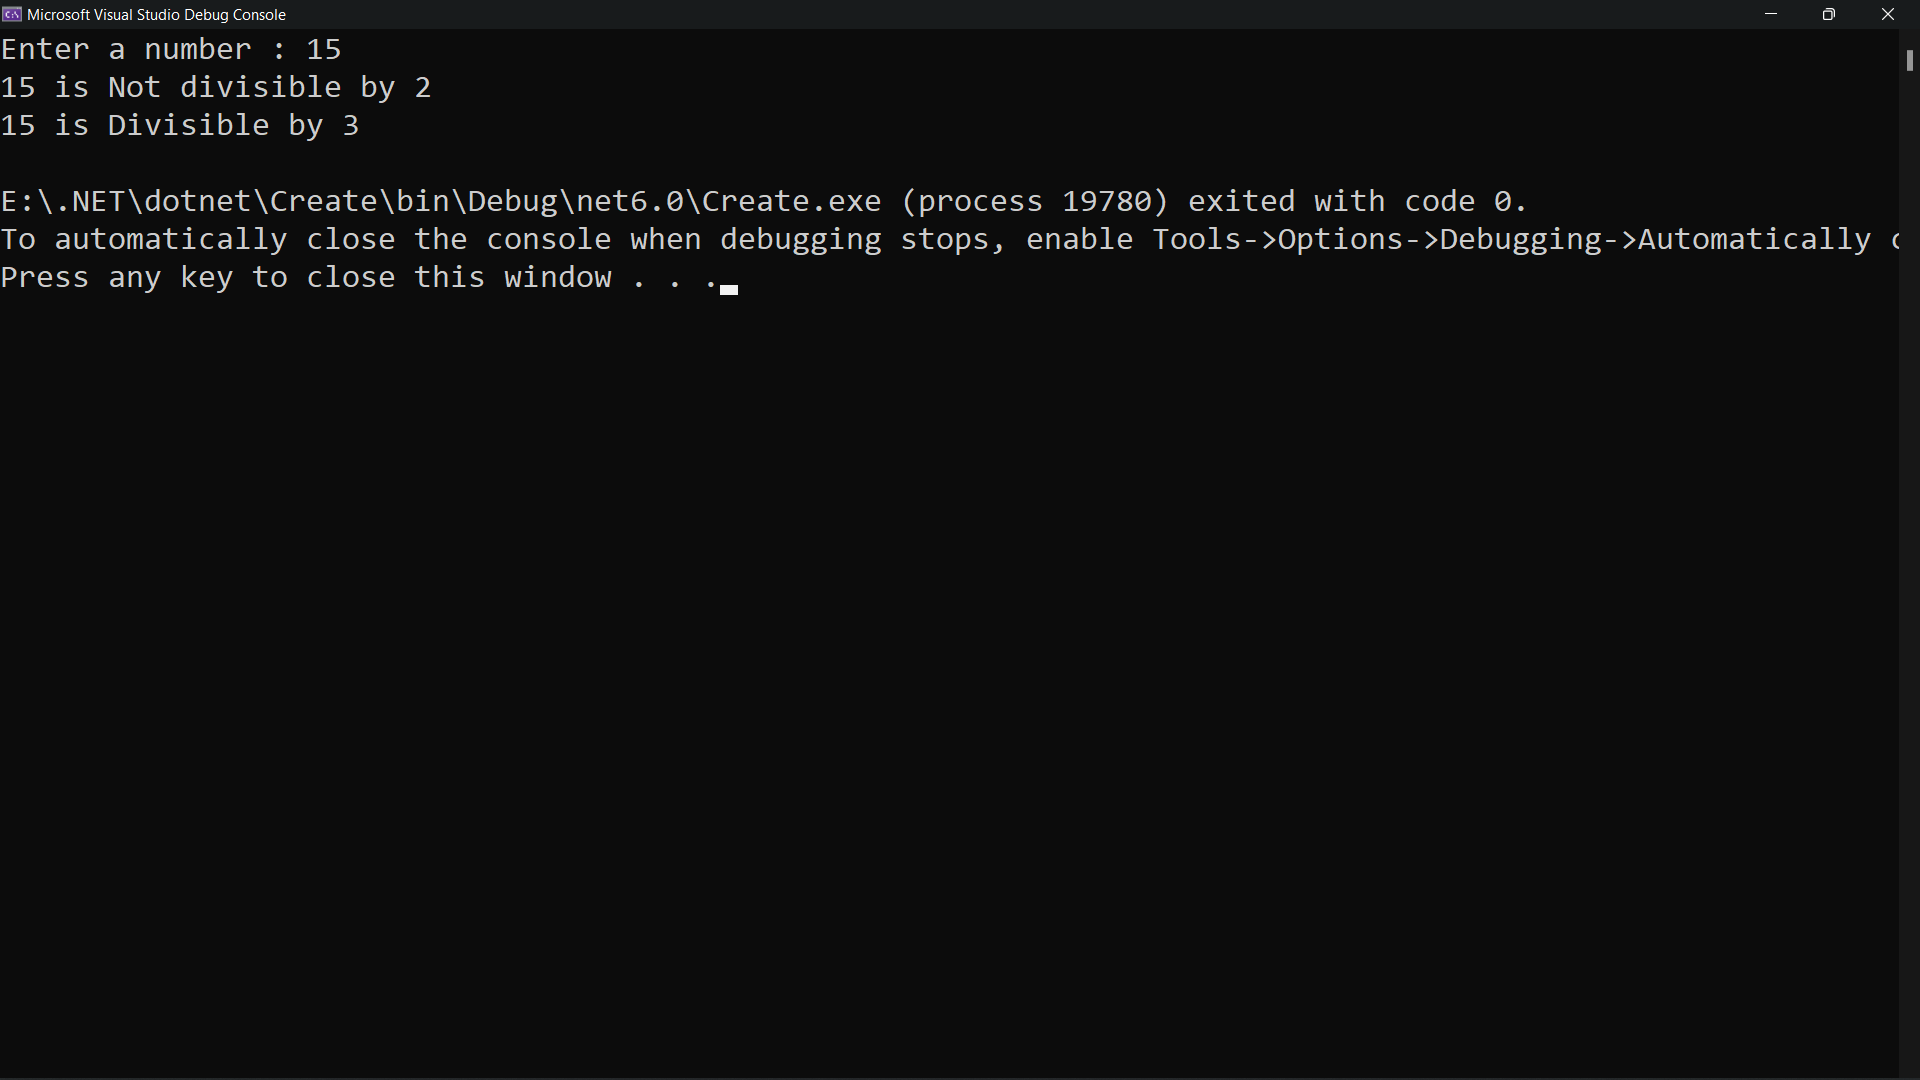 Microsoft Visual Studio Debug Console
Enter a number : 15
15 is Not divisible by 2
15 is Divisible by 3
E:\.NET\dotnet\Create\bin\Debug\net6.0\Create.exe (process 19780) exited with code 0.
To automatically close the console when debugging stops, enable Tools->Options->Debugging->Automatically
Press any key to close this window . . .